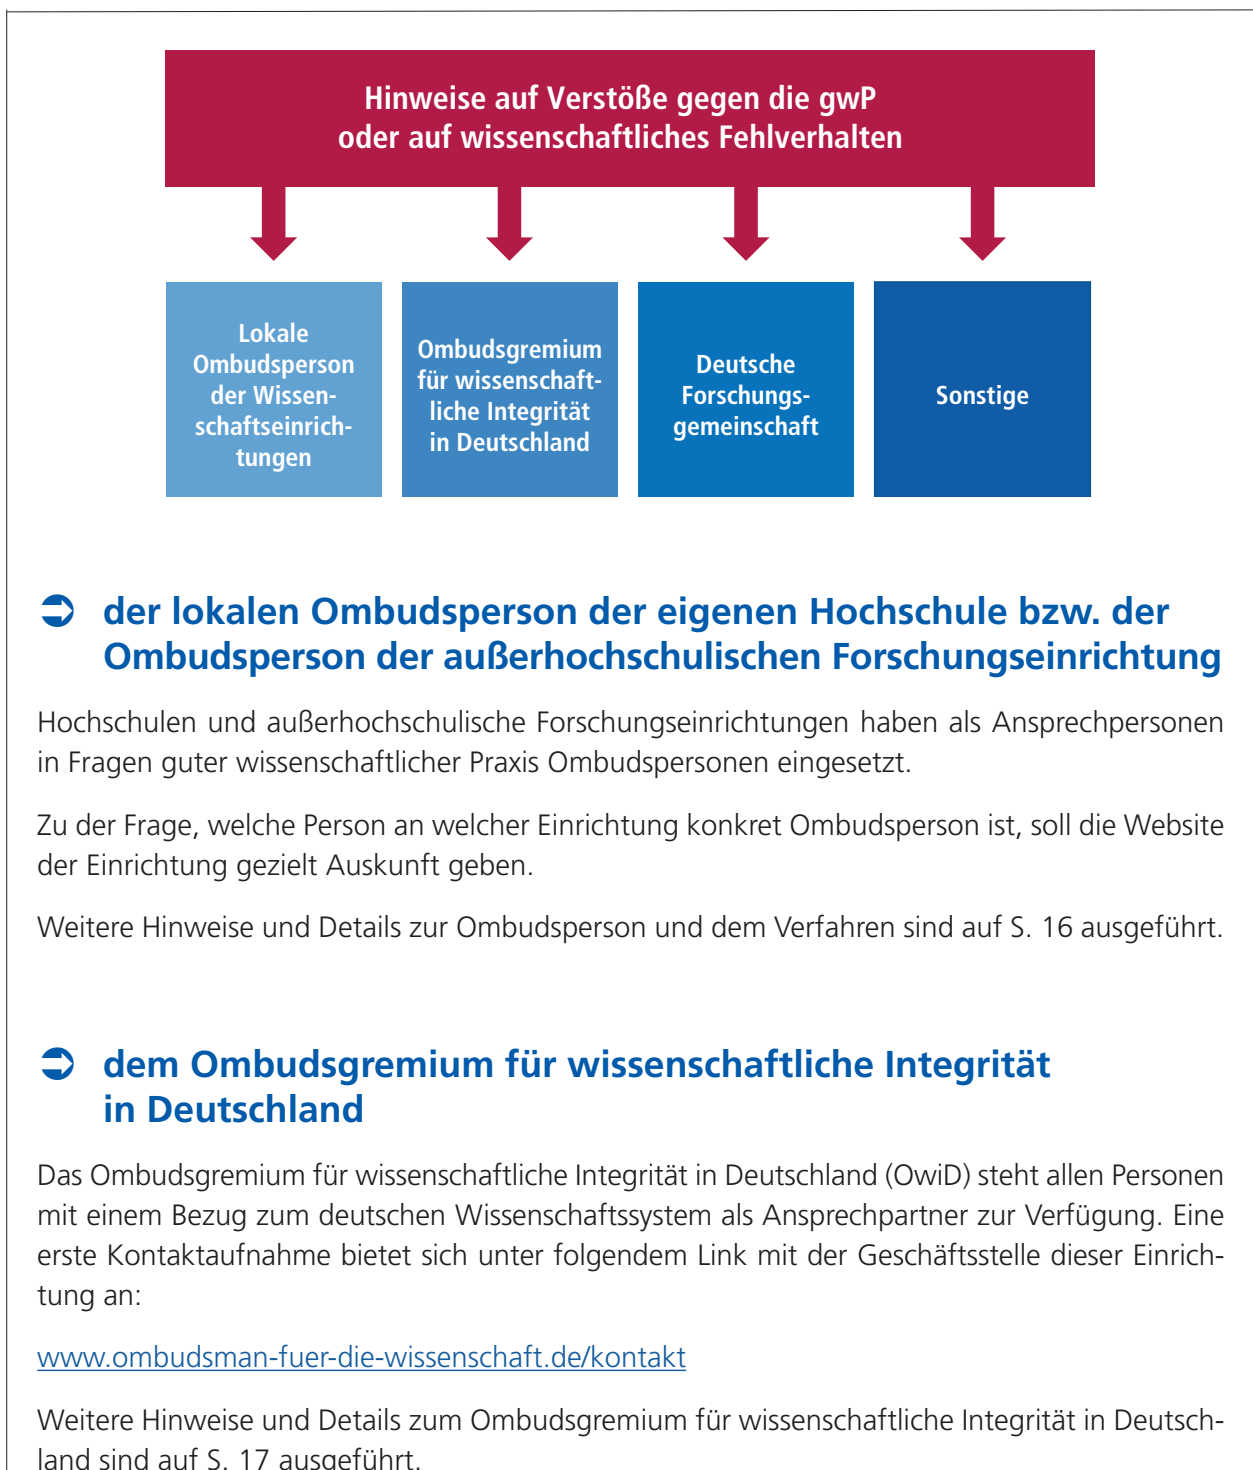 Hinweise auf Verstöße gegen die gwP
oder auf wissenschaftliches Fehlverhalten
Lokale
Ombudsperson
der Wissen-
schaftseinrich-
tungen
Ombudsgremium
für wissenschaft-
liche Integrität
in Deutschland
Deutsche
Forschungs-
gemeinschaft
Sonstige
der lokalen Ombudsperson der eigenen Hochschule bzw. der
Ombudsperson der außerhochschulischen Forschungseinrichtung
Hochschulen und außerhochschulische Forschungseinrichtungen haben als Ansprechpersonen
in Fragen guter wissenschaftlicher Praxis Ombudspersonen eingesetzt.
Zu der Frage, welche Person an welcher Einrichtung konkret Ombudsperson ist, soll die Website
der Einrichtung gezielt Auskunft geben.
Weitere Hinweise und Details zur Ombudsperson und dem Verfahren sind auf S. 16 ausgeführt.
dem Ombudsgremium für wissenschaftliche Integrität
in Deutschland
Das Ombudsgremium für wissenschaftliche Integrität in Deutschland (OwiD) steht allen Personen
mit einem Bezug zum deutschen Wissenschaftssystem als Ansprechpartner zur Verfügung. Eine
erste Kontaktaufnahme bietet sich unter folgendem Link mit der Geschäftsstelle dieser Einrich-
tung an:
www.ombudsman-fuer-die-wissenschaft.de/kontakt
Weitere Hinweise und Details zum Ombudsgremium für wissenschaftliche Integrität in Deutsch-
land sind auf S. 17 ausgeführt.